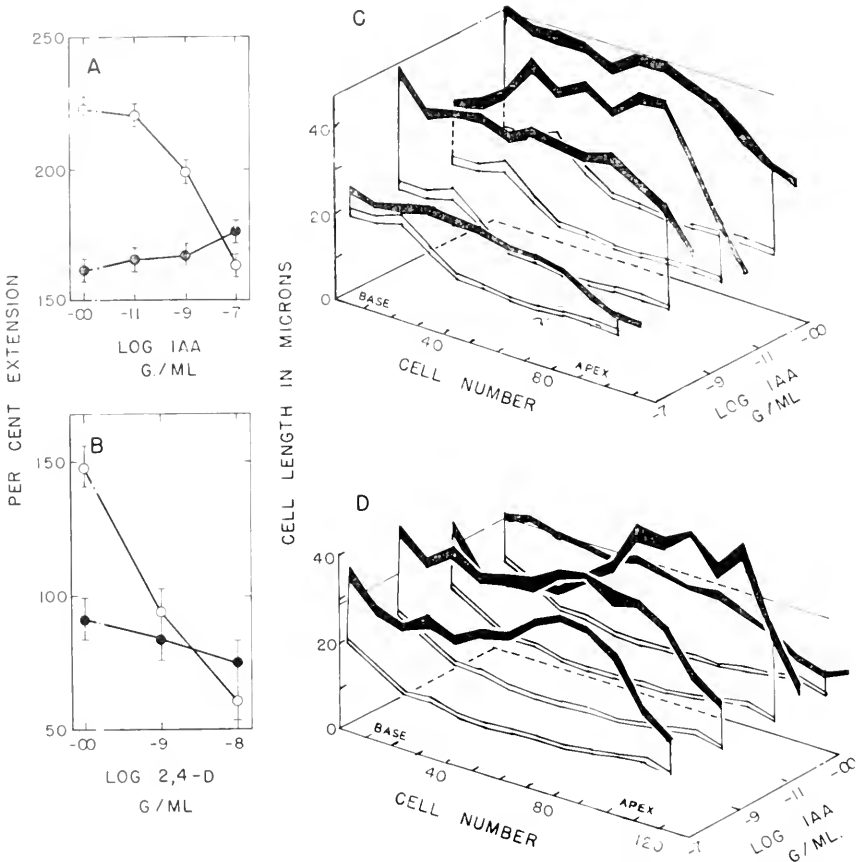 PER CENT EXTENSION
A
250
200
150
-∞ -11 -9 -7
LOG IAA
G./ML
B
150
100
50
-∞ -9 -8
LOG 2,4-D
G/ML
CELL LENGTH IN MICRONS
C
40
20
0
BASE
40
80
APEX
CELL NUMBER
-7
-9
-11
-∞
LOG IAA
G/ML
D
40
20
0
BASE
40
80
APEX
120
CELL NUMBER
-7
-9
-11
-∞
LOG IAA
G/ML.